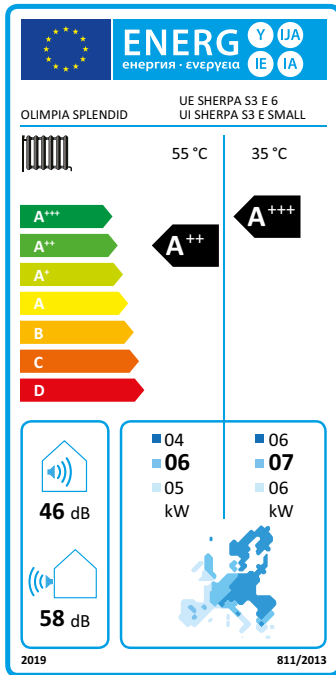 ENERG
енергия · ενεργεια
Y
IJA
IE
IA
OLIMPIA SPLENDID
UE SHERPA S3 E 6
UI SHERPA S3 E SMALL
55 °C
35 °C
A+++
A++
A+
A
B
C
D
A++
A+++
46 dB
58 dB
04
06
05
kW
06
07
06
kW
2019
811/2013